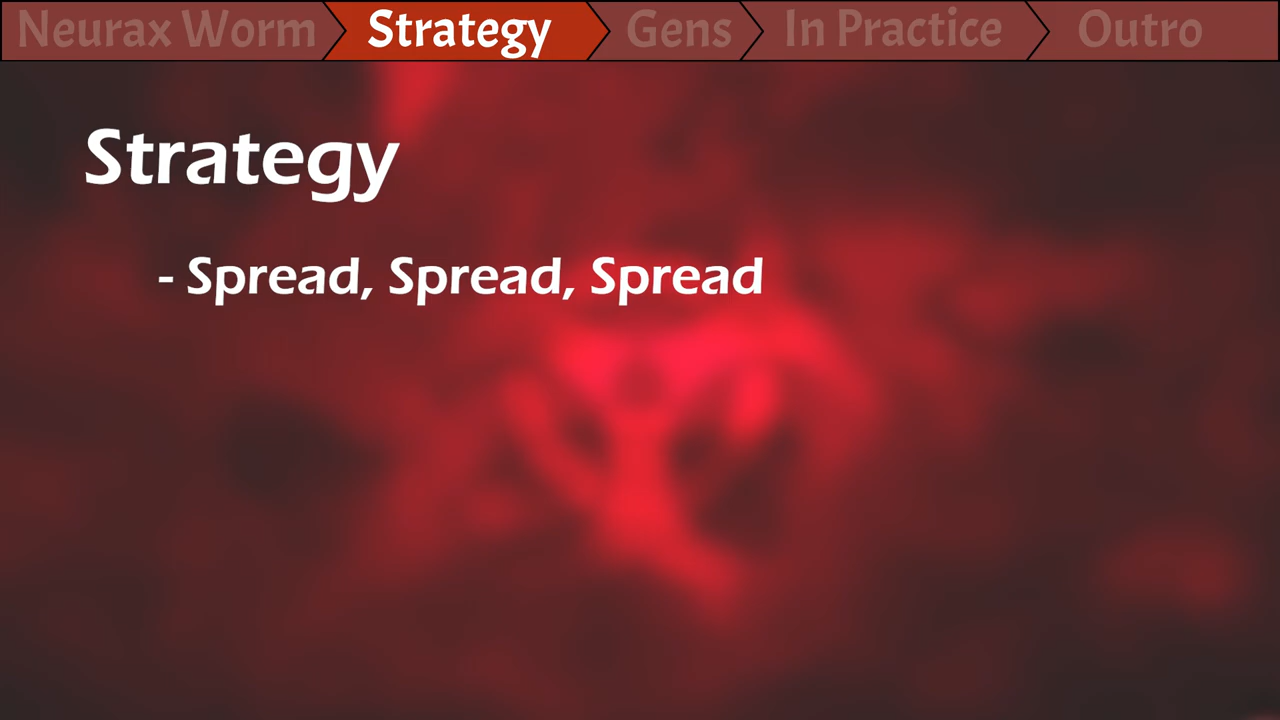 Neurax Worm Strategy Gens In Practice Outro
Strategy
- Spread, Spread, Spread